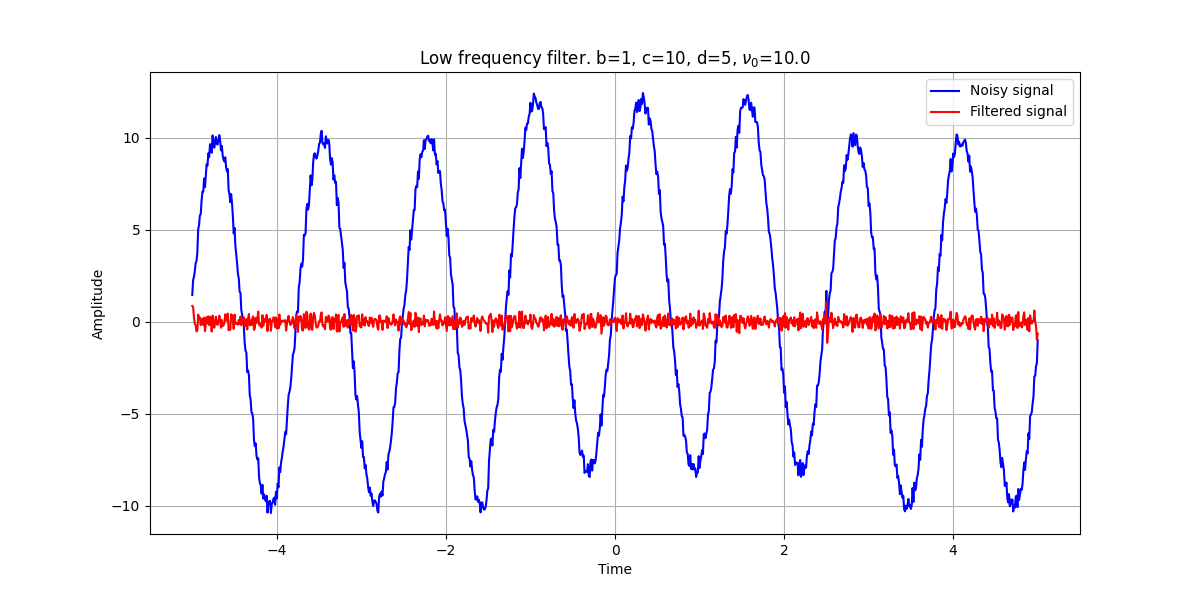 Low frequency filter. b=1, c=10, d=5, ν₀=10.0
Noisy signal
Filtered signal
Amplitude
10
5
0
−5
−10
−4
−2
0
2
4
Time